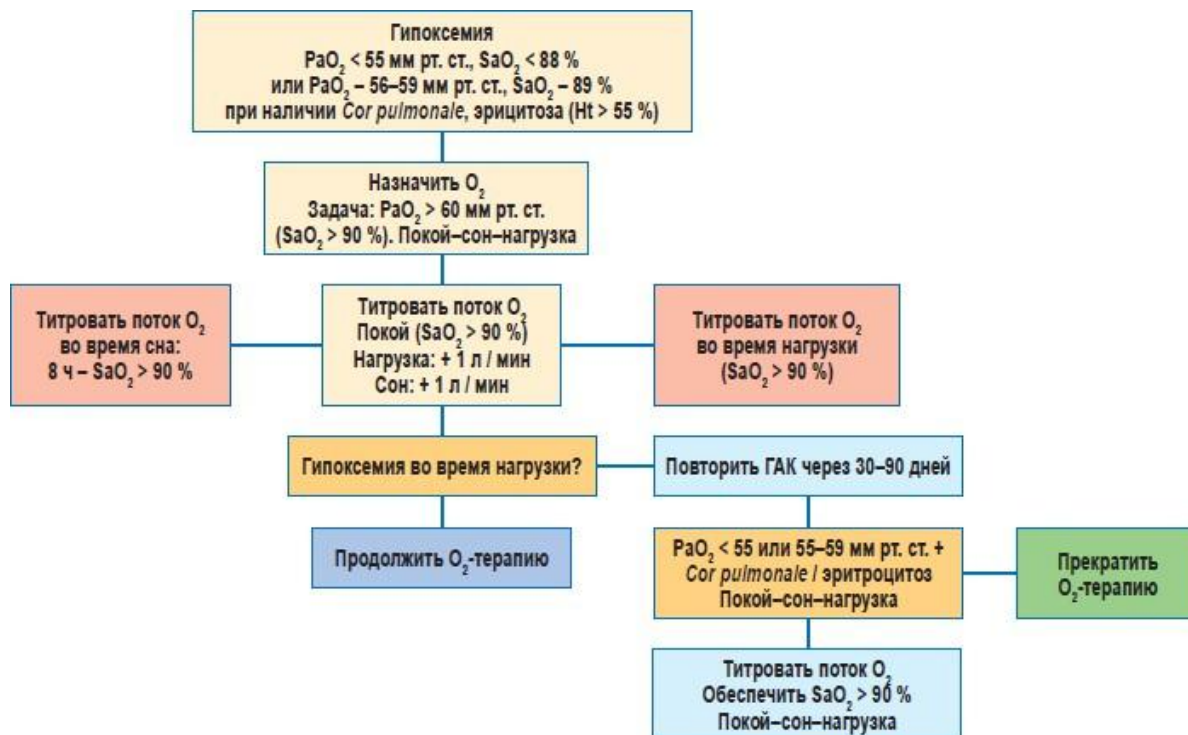 Гипоксемия
PaO₂ < 55 мм рт. ст., SaO₂ < 88 %
или PaO₂ – 56–59 мм рт. ст., SaO₂ – 89 %
при наличии Cor pulmonale, эрицитоза (Ht > 55 %)
Назначить O₂
Задача: PaO₂ > 60 мм рт. ст.
(SaO₂ > 90 %). Покой–сон–нагрузка
Титровать поток O₂
во время сна:
8 ч – SaO₂ > 90 %
Титровать поток O₂
Покой (SaO₂ > 90 %)
Нагрузка: + 1 л / мин
Сон: + 1 л / мин
Титровать поток O₂
во время нагрузки
(SaO₂ > 90 %)
Гипоксемия во время нагрузки?
Повторить ГАК через 30–90 дней
Продолжить O₂-терапию
PaO₂ < 55 или 55–59 мм рт. ст. +
Cor pulmonale / эритроцитоз
Покой–сон–нагрузка
Прекратить
O₂-терапию
Титровать поток O₂
Обеспечить SaO₂ > 90 %
Покой–сон–нагрузка